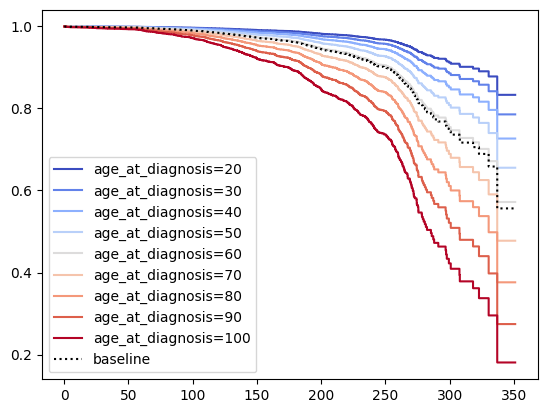 1.0
0.8
0.6
0.4
0.2
age_at_diagnosis=20
age_at_diagnosis=30
age_at_diagnosis=40
age_at_diagnosis=50
age_at_diagnosis=60
age_at_diagnosis=70
age_at_diagnosis=80
age_at_diagnosis=90
age_at_diagnosis=100
baseline
0 50 100 150 200 250 300 350